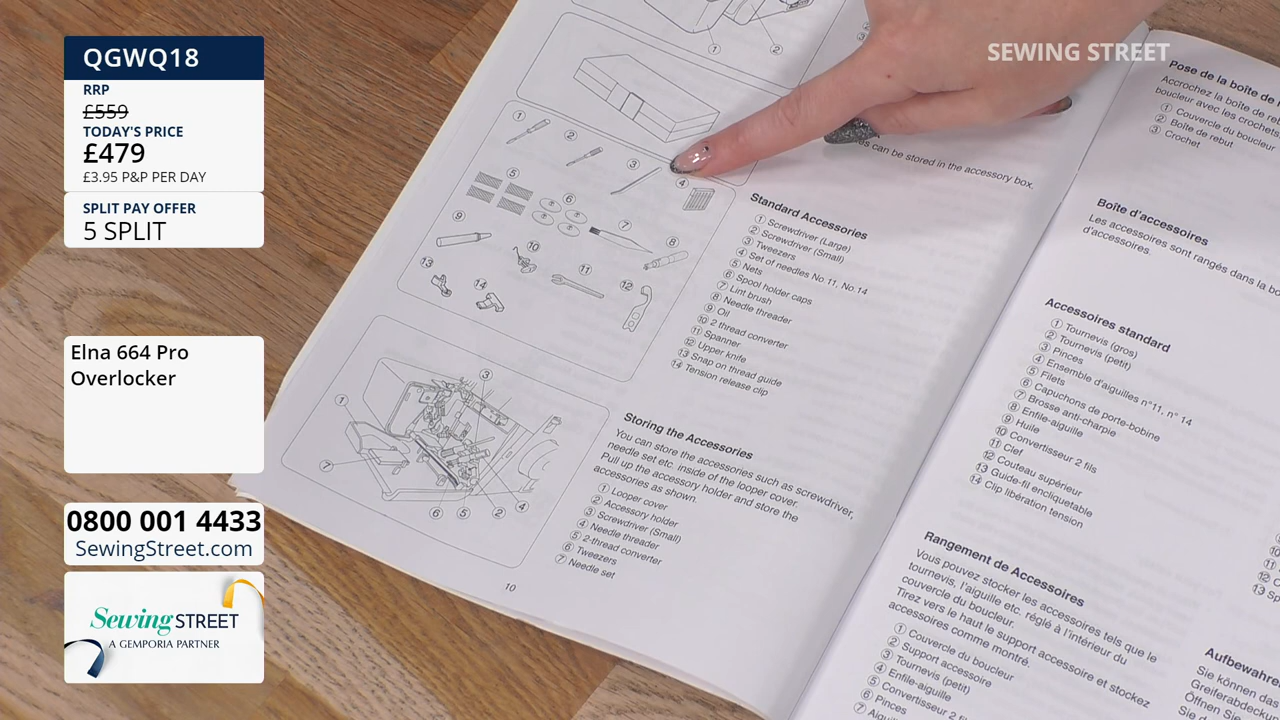 QGWQ18
RRP
£559
TODAY'S PRICE
£479
£3.95 P&P PER DAY
SPLIT PAY OFFER
5 SPLIT
Elna 664 Pro
Overlocker
0800 001 4433
SewingStreet.com
Sewing STREET
A GEMPORIA PARTNER
SEWING STREET
can be stored in the accessory box.
Standard Accessories
① Screwdriver (Large)
② Screwdriver (Small)
③ Tweezers
④ Set of needles No.11, No.14
⑤ Nets
⑥ Spool holder caps
⑦ Lint brush
⑧ Needle threader
⑨ Oil
⑩ 2 thread converter
⑪ Spanner
⑫ Upper knife
⑬ Snap on thread guide
⑭ Tension release clip
Storing the Accessories
You can store the accessories such as screwdriver,
needle set etc. inside of the looper cover.
Pull up the accessory holder and store the
accessories as shown.
① Looper cover
② Accessory holder
③ Screwdriver (Small)
④ Needle threader
⑤ 2-thread converter
⑥ Tweezers
⑦ Needle set
10
Pose de la boîte de
Accrochez la boîte de
boucleur avec les crochets
① Couvercle du boucleur
② Boîte de rebut
③ Crochet
Boîte d'accessoires
Les accessoires sont rangés dans la
d'accessoires.
Accessoires standard
① Tournevis (gros)
② Tournevis (petit)
③ Pinces
④ Ensemble d'aiguilles n°11, n° 14
⑤ Filets
⑥ Capuchons de porte-bobine
⑦ Brosse anti-charpie
⑧ Enfile-aiguille
⑨ Huile
⑩ Convertisseur 2 fils
⑪ Clef
⑫ Couteau supérieur
⑬ Guide-fil encliquetable
⑭ Clip libération tension
Rangement de Accessoires
Vous pouvez stocker les accessoires tels que le
tournevis, l'aiguille etc. réglé à l'intérieur du
couvercle du boucleur.
Tirez vers le haut le support accessoire et stockez
accessoires comme montré.
① Couvercle du boucleur
② Support accessoire
③ Tournevis (petit)
④ Enfile-aiguille
⑤ Convertisseur 2
⑥ Pinces
⑦
Sie können